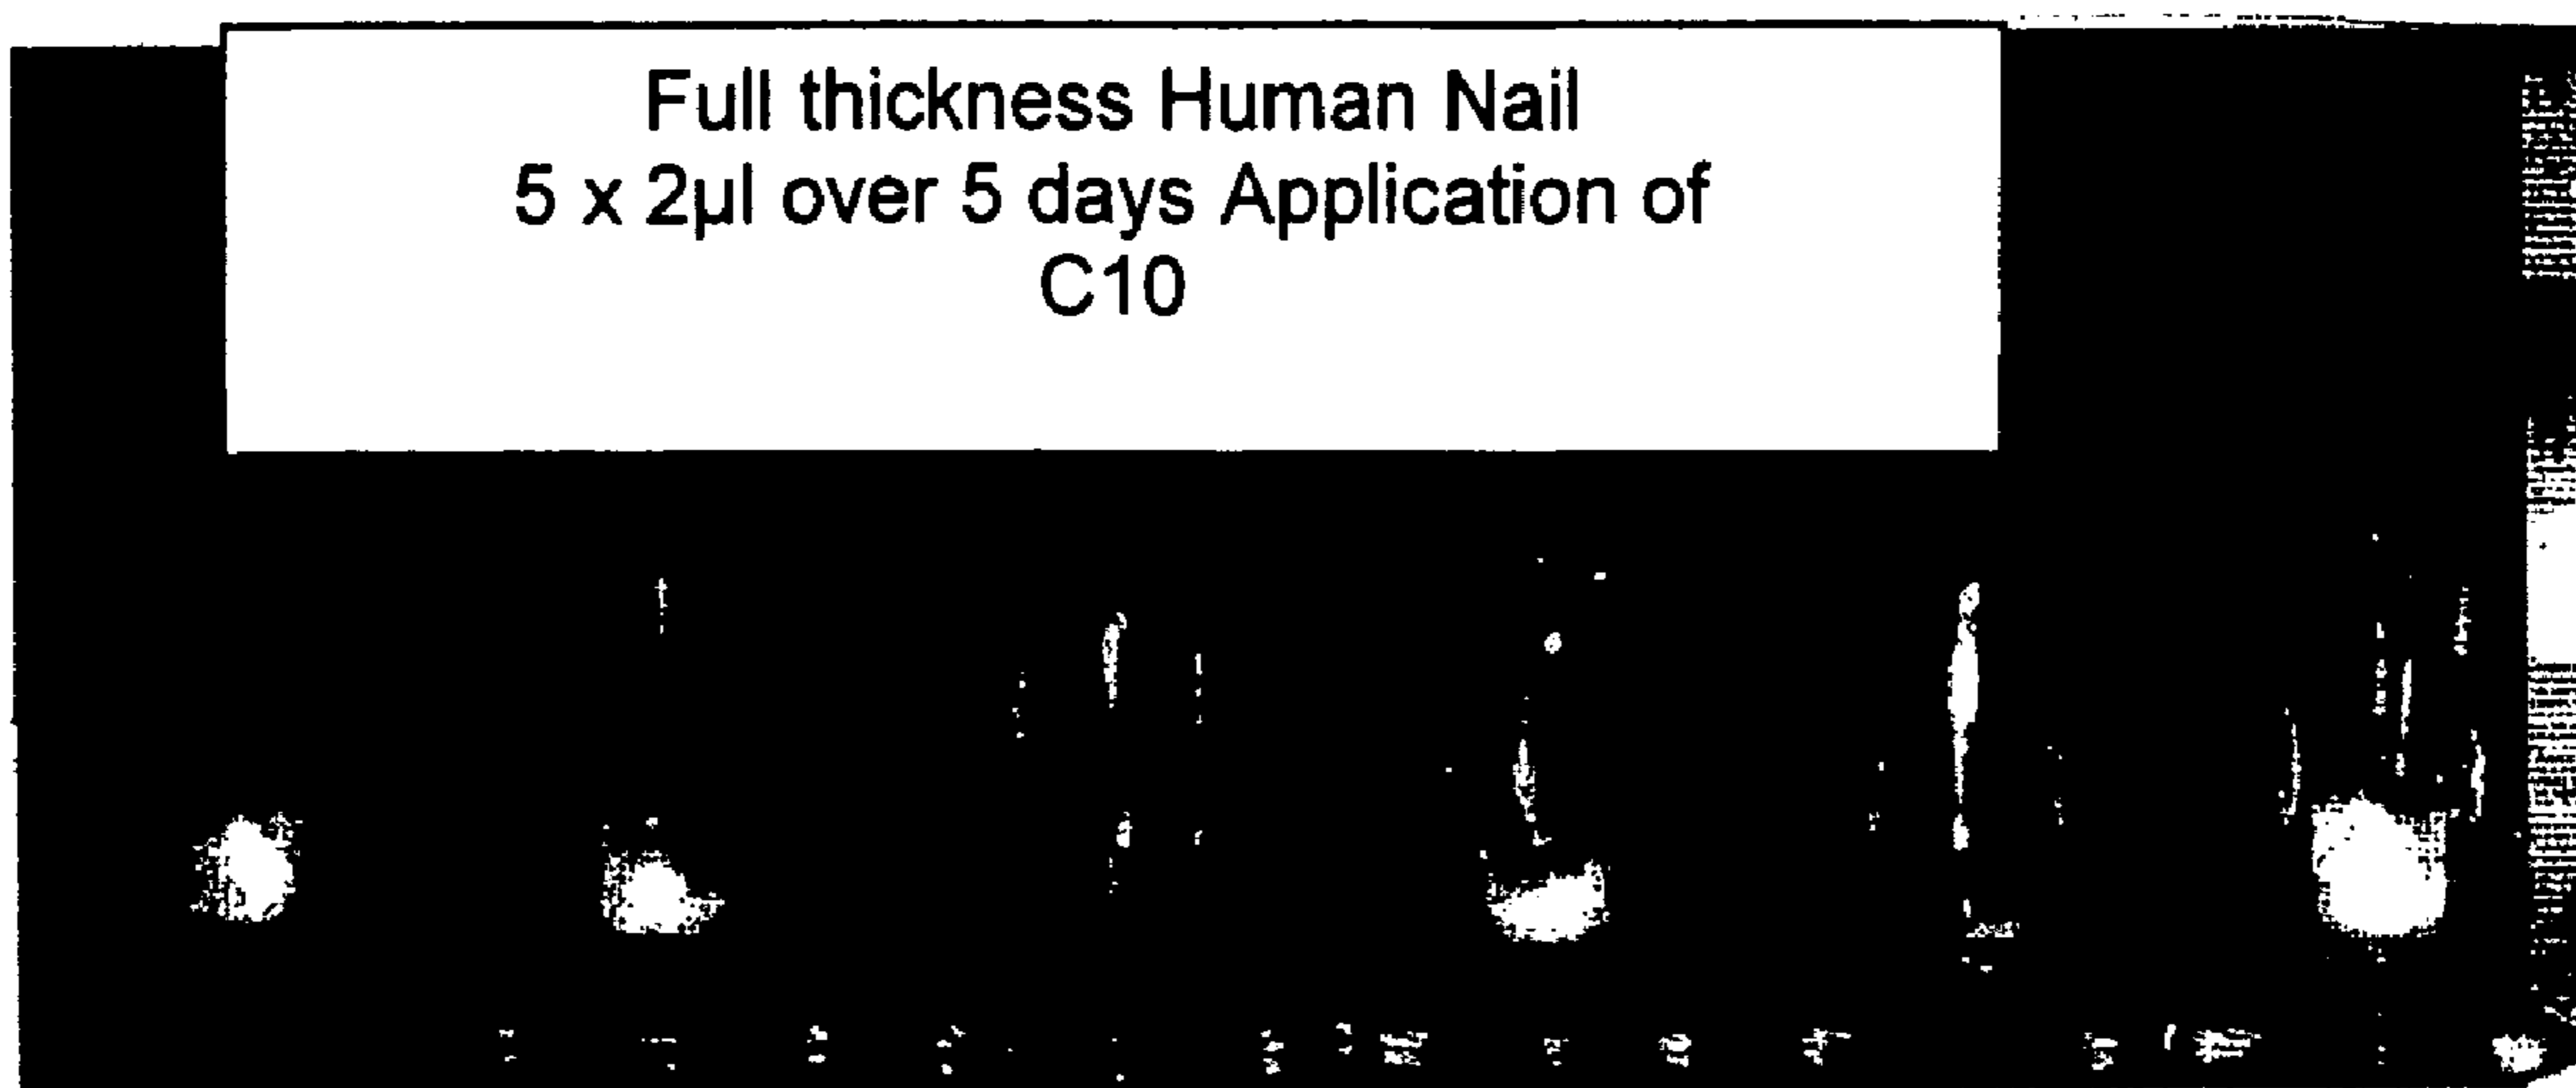 Full thickness Human Nail
5 x 2µl over 5 days Application of
C10